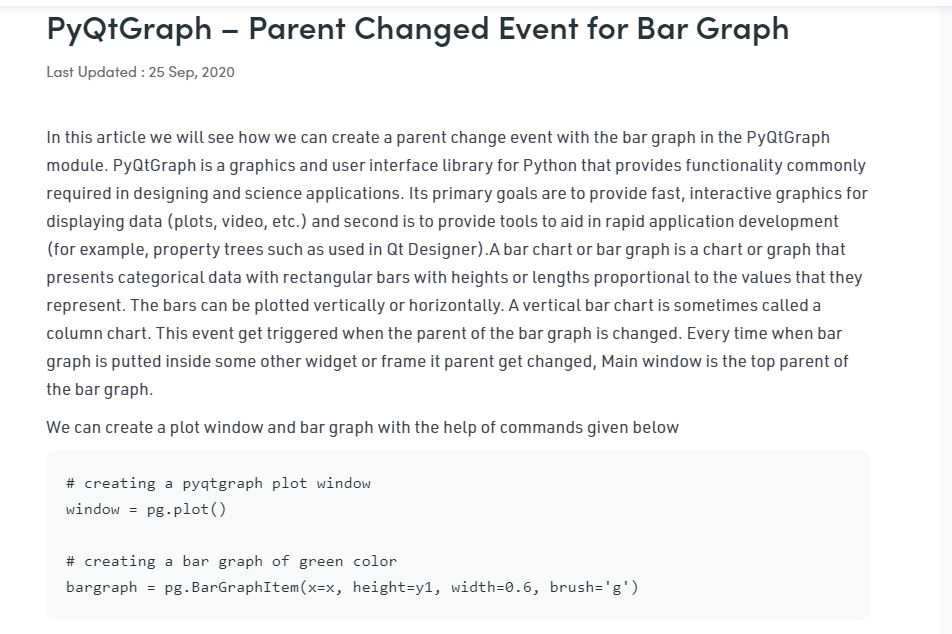 PyQtGraph – Parent Changed Event for Bar Graph
Last Updated : 25 Sep, 2020
In this article we will see how we can create a parent change event with the bar graph in the PyQtGraph
module. PyQtGraph is a graphics and user interface library for Python that provides functionality commonly
required in designing and science applications. Its primary goals are to provide fast, interactive graphics for
displaying data (plots, video, etc.) and second is to provide tools to aid in rapid application development
(for example, property trees such as used in Qt Designer).A bar chart or bar graph is a chart or graph that
presents categorical data with rectangular bars with heights or lengths proportional to the values that they
represent. The bars can be plotted vertically or horizontally. A vertical bar chart is sometimes called a
column chart. This event get triggered when the parent of the bar graph is changed. Every time when bar
graph is putted inside some other widget or frame it parent get changed, Main window is the top parent of
the bar graph.
We can create a plot window and bar graph with the help of commands given below
# creating a pyqtgraph plot window
window = pg.plot()
# creating a bar graph of green color
bargraph = pg.BarGraphItem(x=x, height=y1, width=0.6, brush='g')